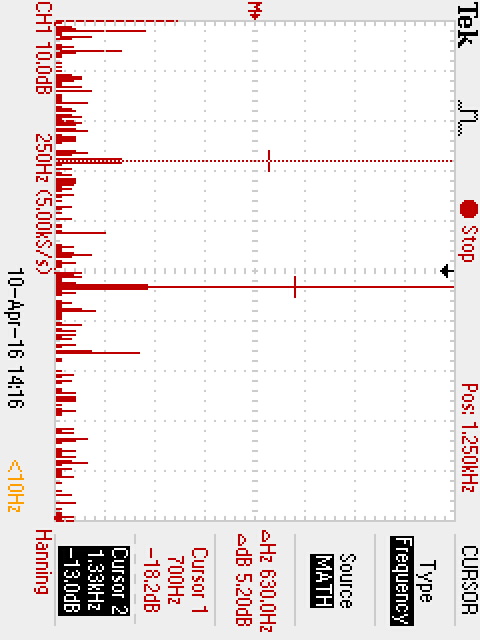 Tek
Stop
Pos: 1.250kHz
CURSOR
Type
Frequency
Source
MATH
ΔHz 630.0Hz
ΔdB 5.20dB
Cursor 1
700Hz
-18.2dB
Cursor 2
1.33kHz
-13.0dB
M
CH1 10.0dB
250Hz (5.00kS/s)
Hanning
10-Apr-16 14:16
<10Hz